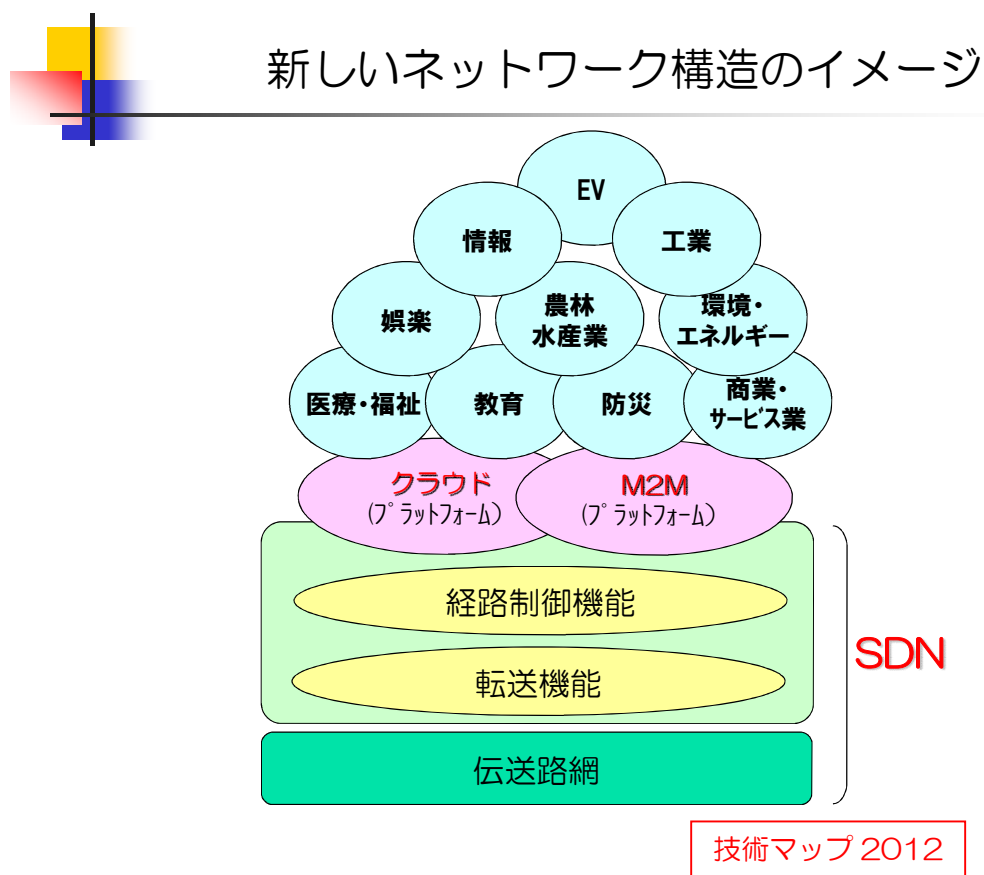 新しいネットワーク構造のイメージ
EV
情報
工業
娯楽
農林
水産業
環境・
エネルギー
医療・福祉
教育
防災
商業・
ｻｰﾋﾞｽ業
クラウド
(ﾌﾟﾗｯﾄﾌｫｰﾑ)
M2M
(ﾌﾟﾗｯﾄﾌｫｰﾑ)
経路制御機能
転送機能
SDN
伝送路網
技術マップ 2012